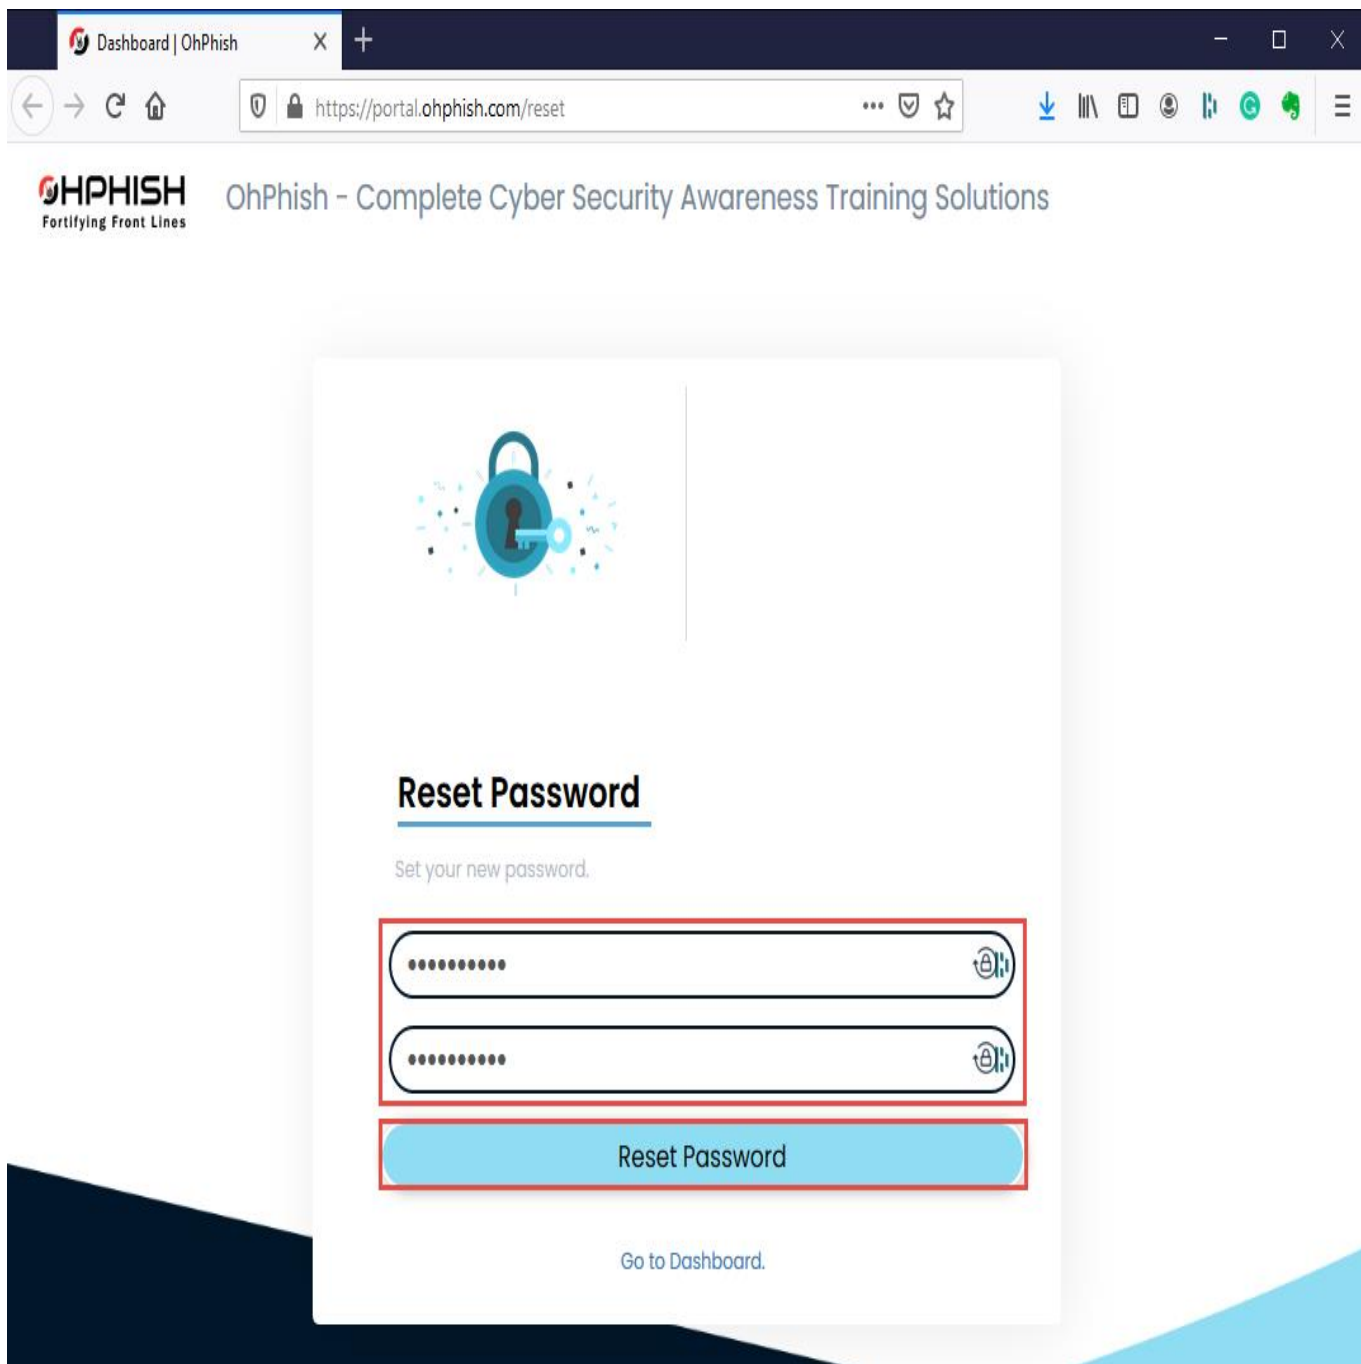 Dashboard | OhPhish
https://portal.ohphish.com/reset
OHPHISH
Fortifying Front Lines
OhPhish - Complete Cyber Security Awareness Training Solutions
Reset Password
Set your new password.
••••••••••
••••••••••
Reset Password
Go to Dashboard.